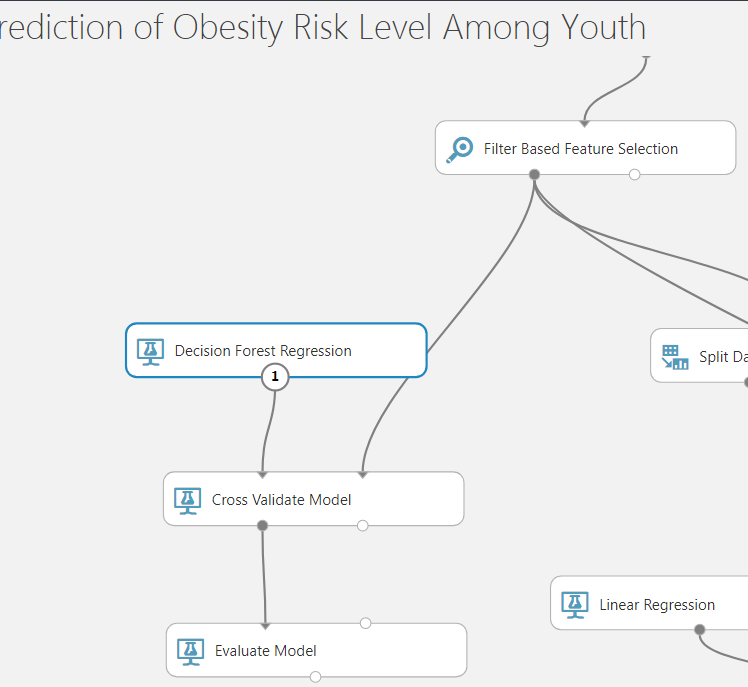 rediction of Obesity Risk Level Among Youth
Filter Based Feature Selection
Decision Forest Regression
1
Split Da
Cross Validate Model
Linear Regression
Evaluate Model